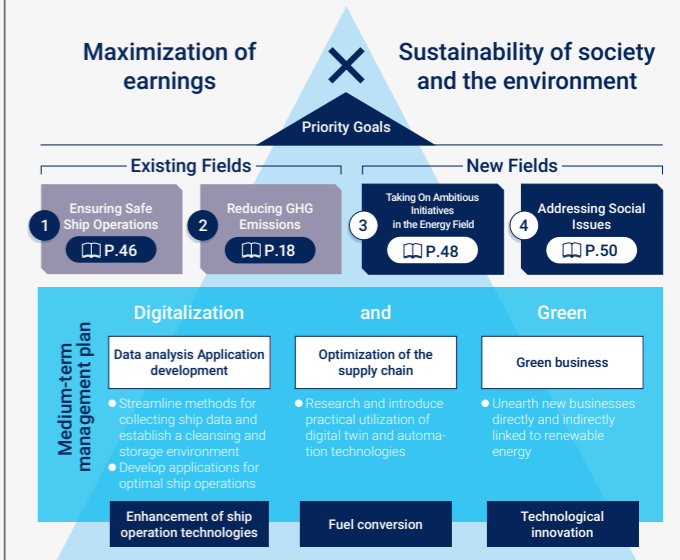 Maximization of
earnings
Sustainability of society
and the environment
Priority Goals
Existing Fields
New Fields
1
Ensuring Safe
Ship Operations
P.46
2
Reducing GHG
Emissions
P.18
3
Taking On Ambitious
Initiatives
in the Energy Field
P.48
4
Addressing Social
Issues
P.50
Medium-term
management plan
Digitalization and Green
Data analysis Application
development
● Streamline methods for
collecting ship data and
establish a cleansing and
storage environment
● Develop applications for
optimal ship operations
Enhancement of ship
operation technologies
Optimization of the
supply chain
● Research and introduce
practical utilization of
digital twin and automa-
tion technologies
Fuel conversion
Green business
● Unearth new businesses
directly and indirectly
linked to renewable
energy
Technological
innovation